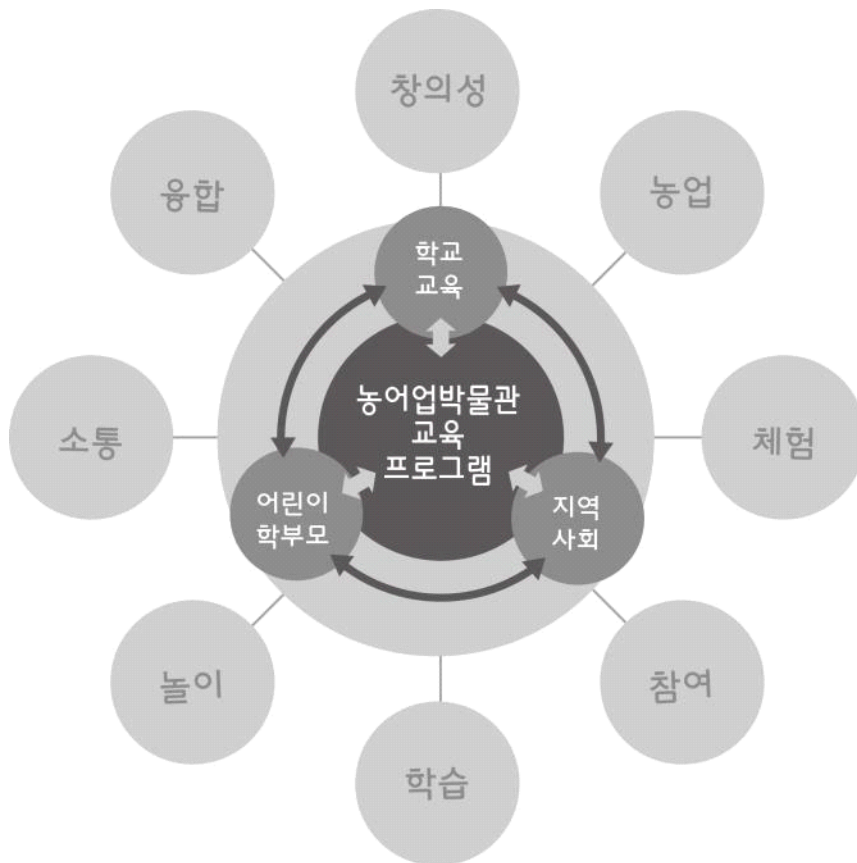 창의성
융합
농업
학교
교육
농어업박물관
교육
프로그램
소통
체험
어린이
학부모
지역
사회
놀이
참여
학습